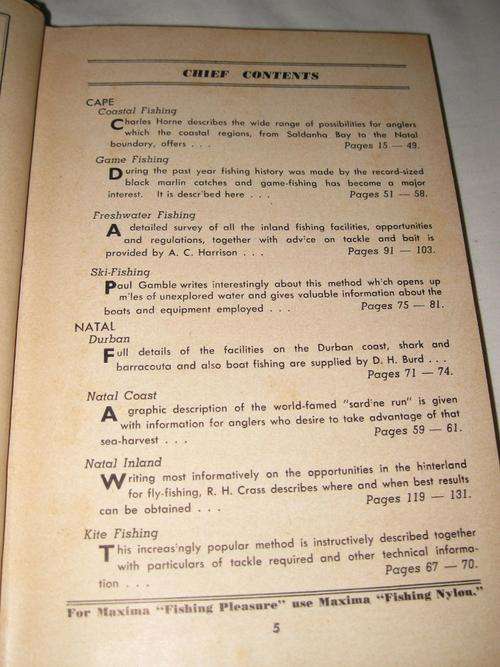 CHIEF CONTENTS
CAPE
Coastal Fishing
Charles Horne describes the wide range of possibilities for anglers
which the coastal regions, from Saldanha Bay to the Natal
boundary, offers . . . Pages 15 — 49.
Game Fishing
During the past year fishing history was made by the record-sized
black marlin catches and game-fishing has become a major
interest. It is descr'bed here . . . Pages 51 — 58.
Freshwater Fishing
A detailed survey of all the inland fishing facilities, opportunities
and regulations, together with adv'ce on tackle and bait is
provided by A. C. Harrison . . . Pages 91 — 103.
Ski-Fishing
Paul Gamble writes interestingly about this method wh'ch opens up
m'les of unexplored water and gives valuable information about the
boats and equipment employed . . . Pages 75 — 81.
NATAL
Durban
Full details of the facilities on the Durban coast, shark and
barracouta and also boat fishing are supplied by D. H. Burd . . .
Pages 71 — 74.
Natal Coast
A graphic description of the world-famed "sard'ne run" is given
with information for anglers who desire to take advantage of that
sea-harvest . . . Pages 59 — 61.
Natal Inland
Writing most informatively on the opportunities in the hinterland
for fly-fishing, R. H. Crass describes where and when best results
can be obtained . . . Pages 119 — 131.
Kite Fishing
This increas'ngly popular method is instructively described together
with particulars of tackle required and other technical informa-
tion . . . Pages 67 — 70.
For Maxima "Fishing Pleasure" use Maxima "Fishing Nylon."
5